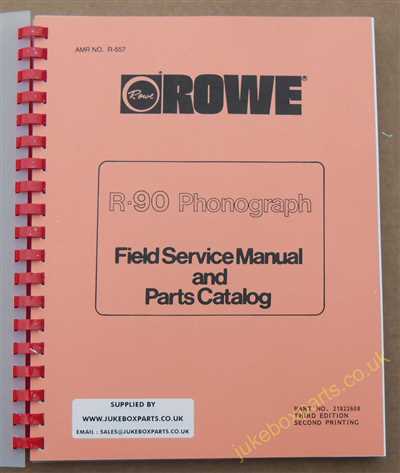 AMR NO. R-557
Rowe
ROWE®
R-90 Phonograph
Field Service Manual
and
Parts Catalog
SUPPLIED BY
WWW.JUKEBOXPARTS.CO.UK
EMAIL : SALES@JUKEBOXPARTS.CO.UK
PART NO. 21822608
THIRD EDITION
SECOND PRINTING
jukeboxparts.co.uk